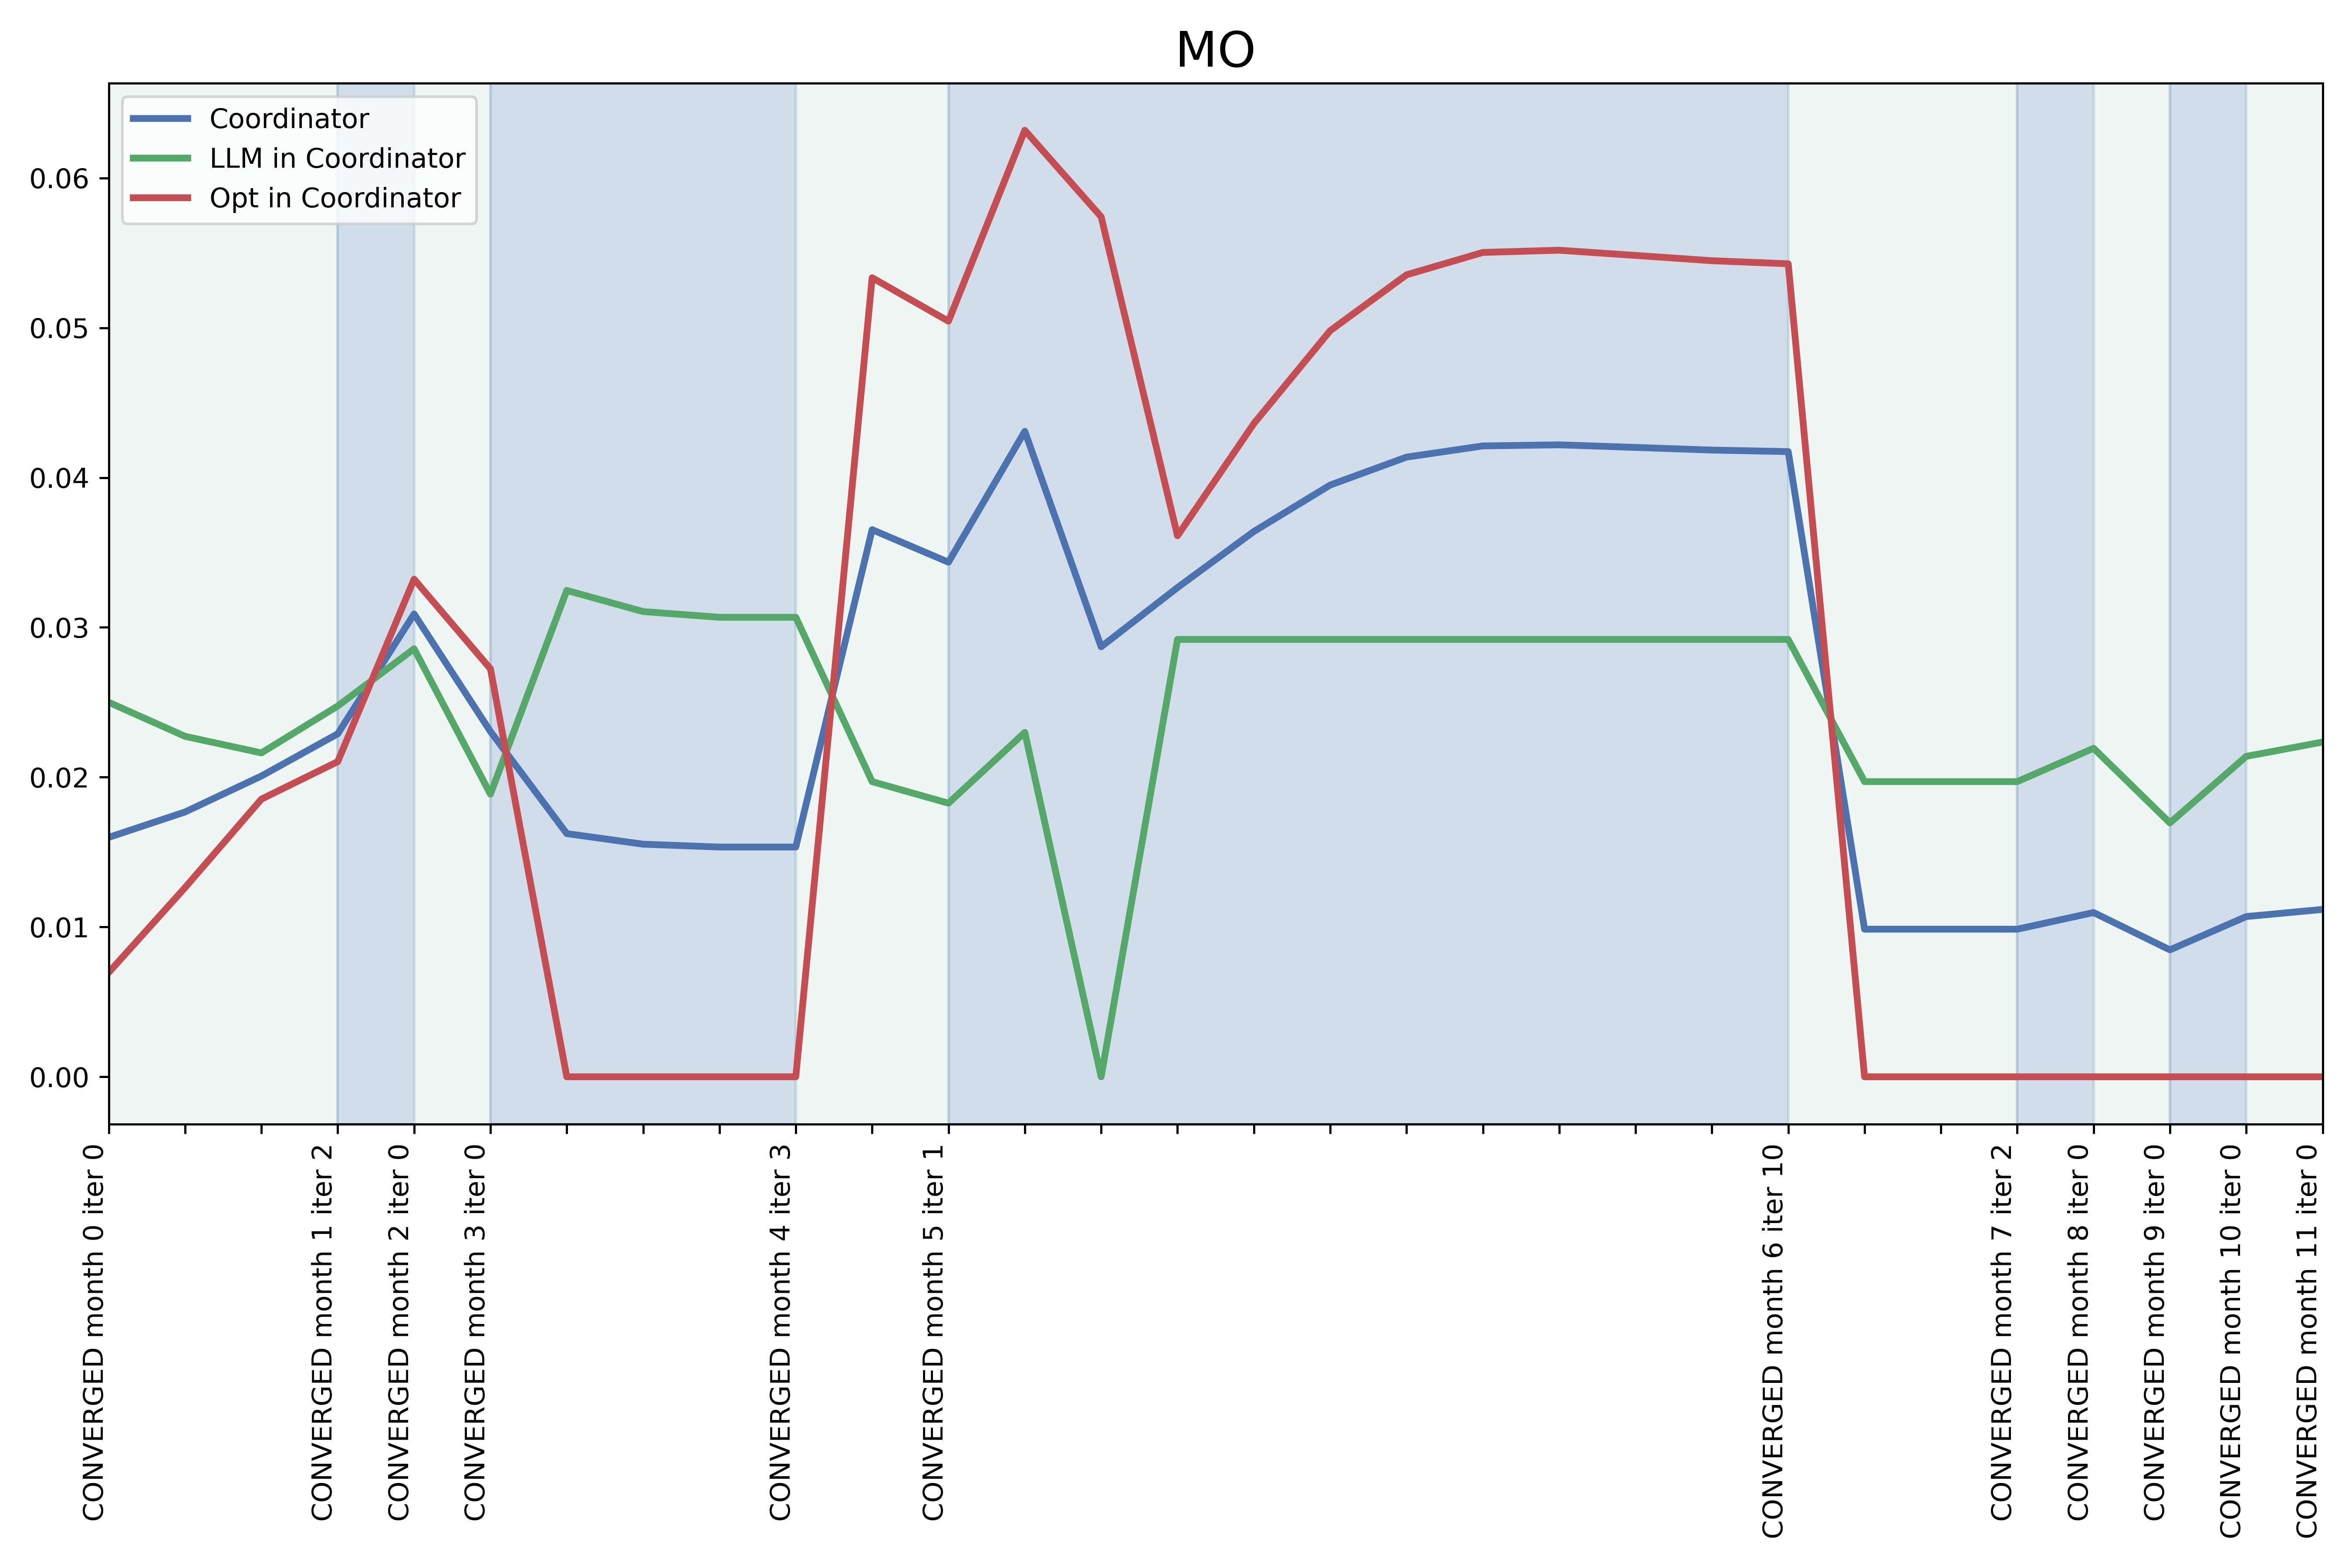 MO
Coordinator
LLM in Coordinator
Opt in Coordinator
0.06
0.05
0.04
0.03
0.02
0.01
0.00
CONVERGED month 0 iter 0
CONVERGED month 1 iter 2
CONVERGED month 2 iter 0
CONVERGED month 3 iter 0
CONVERGED month 4 iter 3
CONVERGED month 5 iter 1
CONVERGED month 6 iter 10
CONVERGED month 7 iter 2
CONVERGED month 8 iter 0
CONVERGED month 9 iter 0
CONVERGED month 10 iter 0
CONVERGED month 11 iter 0